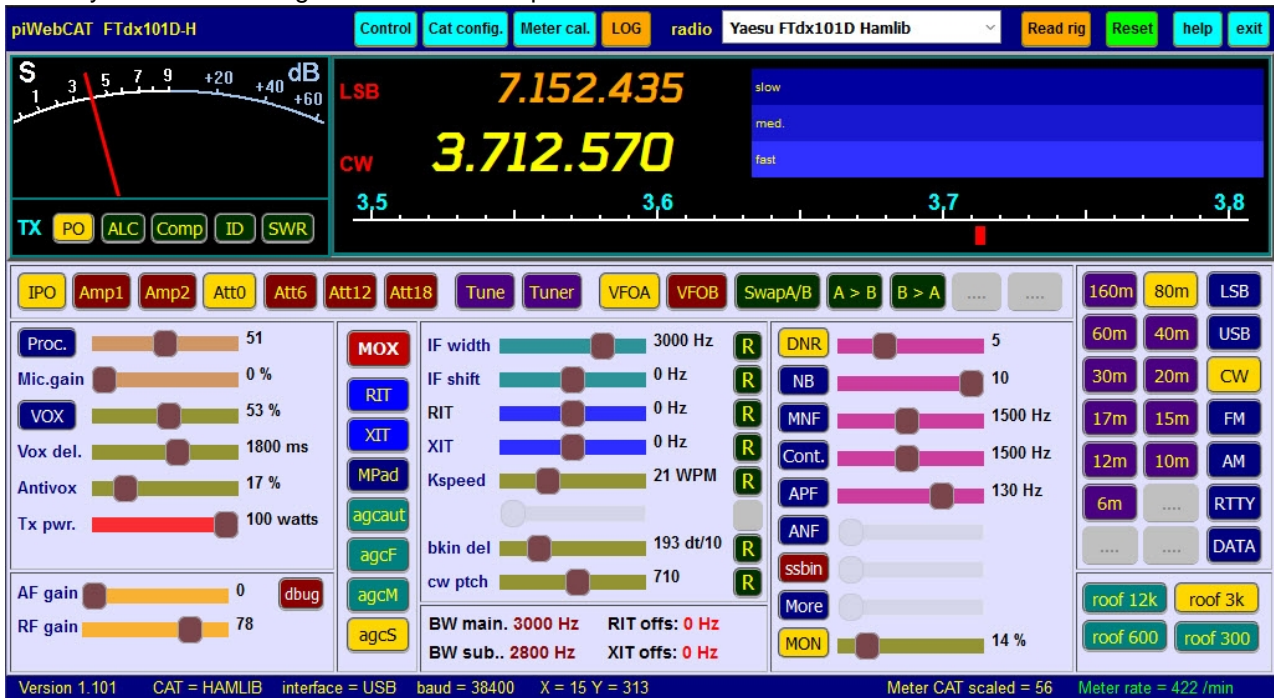 piWebCAT FTdx101D-H Control Cat config. Meter cal. LOG radio Yaesu FTdx101D Hamlib Read rig Reset help exit
S 1 3 5 7 9 +20 +40 +60 dB
TX PO ALC Comp ID SWR
LSB 7.152.435
CW 3.712.570
slow
med.
fast
3,5 3,6 3,7 3,8
IPO Amp1 Amp2 Att0 Att6 Att12 Att18 Tune Tuner VFOA VFOB SwapA/B A > B B > A .... ....
Proc. 51
Mic.gain 0 %
VOX 53 %
Vox del. 1800 ms
Antivox 17 %
Tx pwr. 100 watts
AF gain 0 dbug
RF gain 78
MOX
RIT
XIT
MPad
agcaut
agcF
agcM
agcS
IF width 3000 Hz R
IF shift 0 Hz R
RIT 0 Hz R
XIT 0 Hz R
Kspeed 21 WPM R
bkin del 193 dt/10 R
cw ptch 710 R
BW main. 3000 Hz RIT offs: 0 Hz
BW sub.. 2800 Hz XIT offs: 0 Hz
DNR 5
NB 10
MNF 1500 Hz
Cont. 1500 Hz
APF 130 Hz
ANF
ssbin
More
MON 14 %
160m 80m LSB
60m 40m USB
30m 20m CW
17m 15m FM
12m 10m AM
6m .... RTTY
.... .... DATA
roof 12k roof 3k
roof 600 roof 300
Version 1.101 CAT = HAMLIB interface = USB baud = 38400 X = 15 Y = 313 Meter CAT scaled = 56 Meter rate = 422 /min